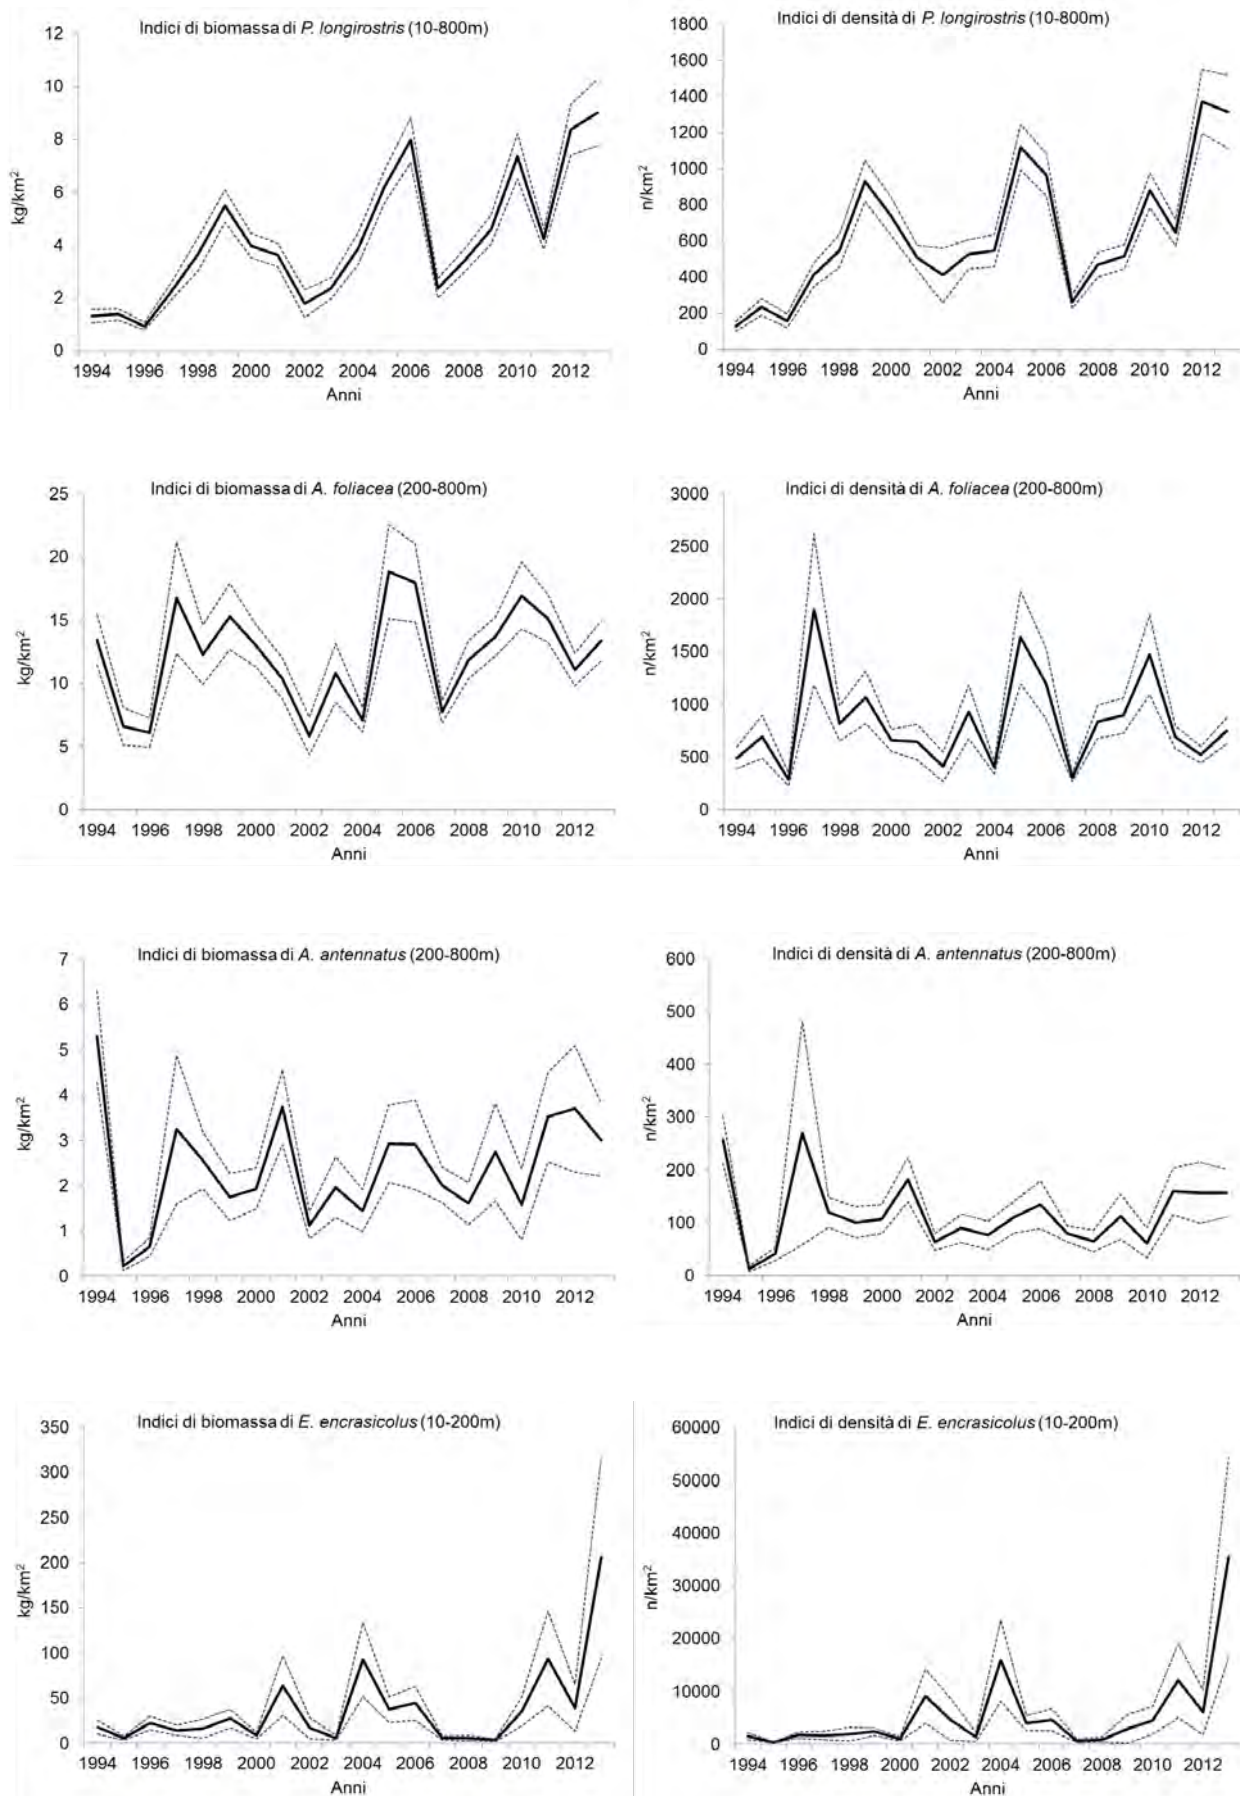 Indici di biomassa di P. longirostris (10-800m)
12
10
8
6
4
2
0
kg/km²
1994 1996 1998 2000 2002 2004 2006 2008 2010 2012
Anni
Indici di densità di P. longirostris (10-800m)
1800
1600
1400
1200
1000
800
600
400
200
0
n/km²
1994 1996 1998 2000 2002 2004 2006 2008 2010 2012
Anni
Indici di biomassa di A. foliacea (200-800m)
25
20
15
10
5
0
kg/km²
1994 1996 1998 2000 2002 2004 2006 2008 2010 2012
Anni
Indici di densità di A. foliacea (200-800m)
3000
2500
2000
1500
1000
500
0
n/km²
1994 1996 1998 2000 2002 2004 2006 2008 2010 2012
Anni
Indici di biomassa di A. antennatus (200-800m)
7
6
5
4
3
2
1
0
kg/km²
1994 1996 1998 2000 2002 2004 2006 2008 2010 2012
Anni
Indici di densità di A. antennatus (200-800m)
600
500
400
300
200
100
0
n/km²
1994 1996 1998 2000 2002 2004 2006 2008 2010 2012
Anni
Indici di biomassa di E. encrasicolus (10-200m)
350
300
250
200
150
100
50
0
kg/km²
1994 1996 1998 2000 2002 2004 2006 2008 2010 2012
Anni
Indici di densità di E. encrasicolus (10-200m)
60000
50000
40000
30000
20000
10000
0
n/km²
1994 1996 1998 2000 2002 2004 2006 2008 2010 2012
Anni